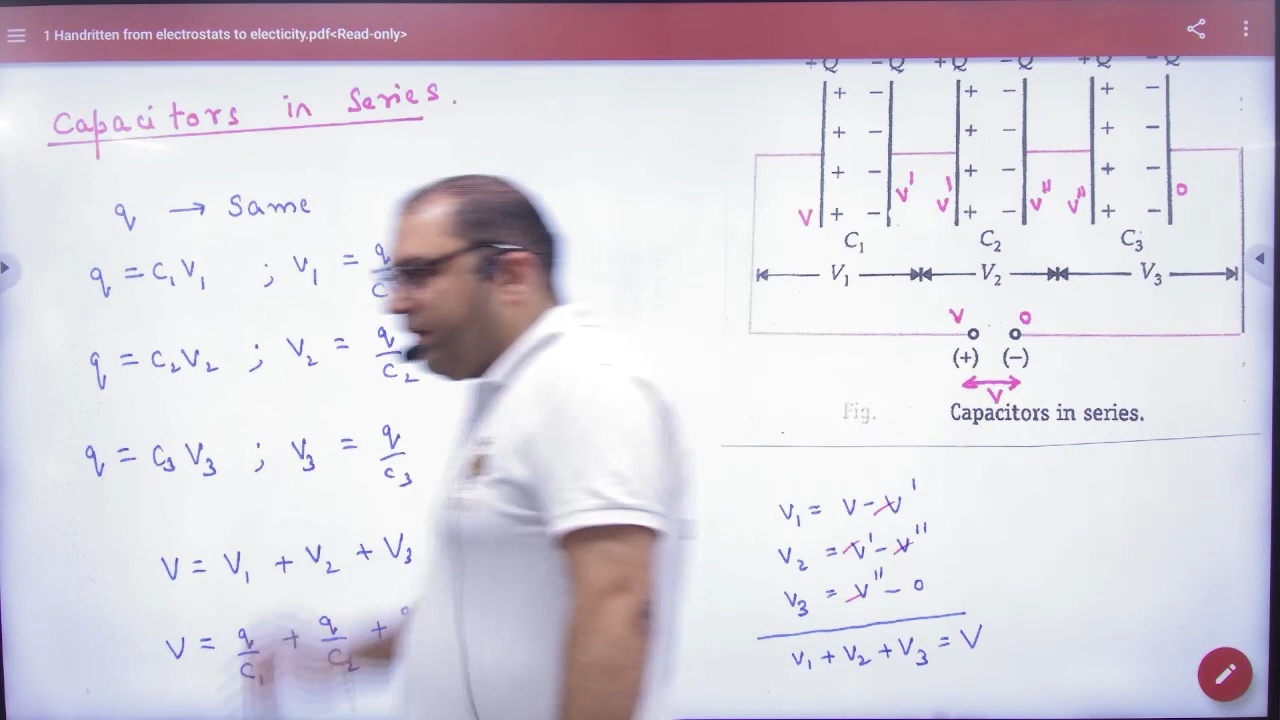 1 Handritten from electrostats to electicity.pdf<Read-only>
Capacitors in Series.
q → Same
q = C₁V₁ ; V₁ = q
q = C₂V₂ ; V₂ = q/C₂
q = C₃V₃ ; V₃ = q/C₃
V = V₁ + V₂ + V₃
V = q/C₁ + q/C₂ +
+Q −Q +Q −Q +Q −Q
+ − + − + −
+ − + − + −
+ − + − + −
V + − V' V' + − V'' V'' + − 0
C₁ C₂ C₃
V₁ V₂ V₃
V 0
(+) (−)
V
Fig. Capacitors in series.
V₁ = V − V'
V₂ = V' − V''
V₃ = V'' − 0
V₁ + V₂ + V₃ = V